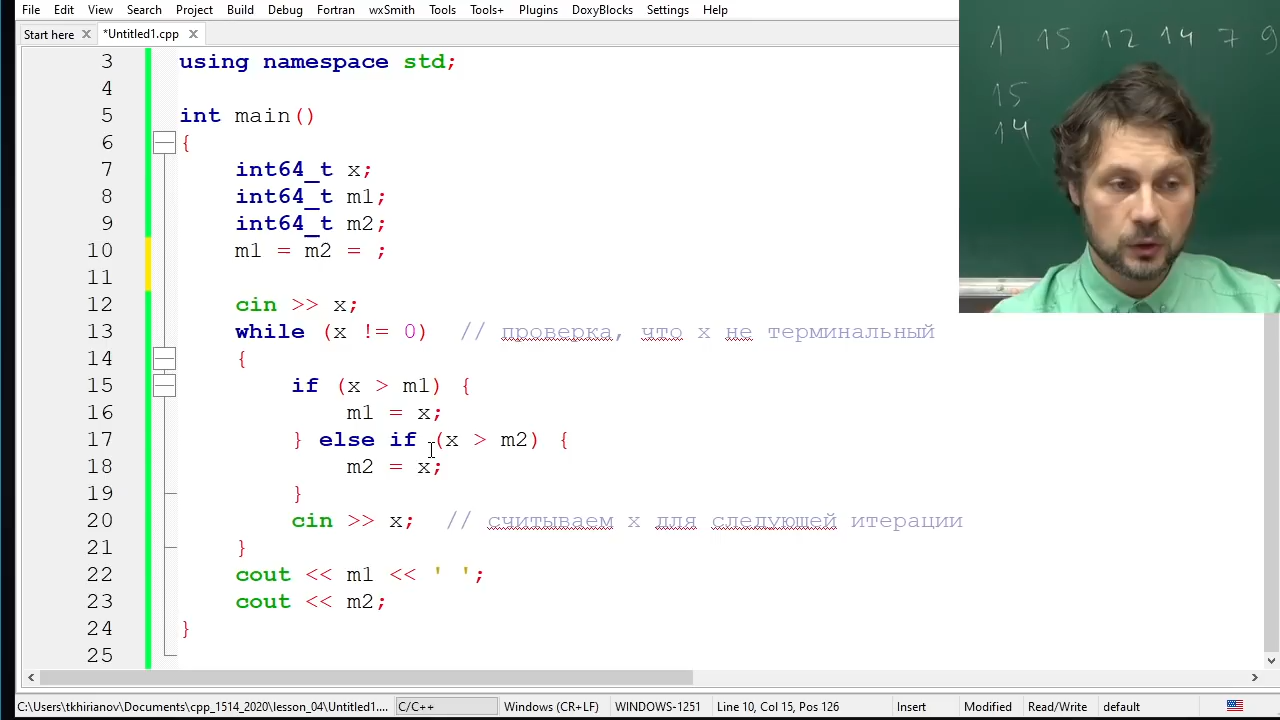 File Edit View Search Project Build Debug Fortran wxSmith Tools Tools+ Plugins DoxyBlocks Settings Help
Start here *Untitled1.cpp
3 using namespace std;
4
5 int main()
6 {
7 int64_t x;
8 int64_t m1;
9 int64_t m2;
10 m1 = m2 = ;
11
12 cin >> x;
13 while (x != 0) // проверка, что x не терминальный
14 {
15 if (x > m1) {
16 m1 = x;
17 } else if (x > m2) {
18 m2 = x;
19 }
20 cin >> x; // считываем x для следующей итерации
21 }
22 cout << m1 << ' ';
23 cout << m2;
24 }
25
1 15 12 14 7 9
15
14
C:\Users\tkhirianov\Documents\cpp_1514_2020\lesson_04\Untitled1.... C/C++ Windows (CR+LF) WINDOWS-1251 Line 10, Col 15, Pos 126 Insert Modified Read/Write default